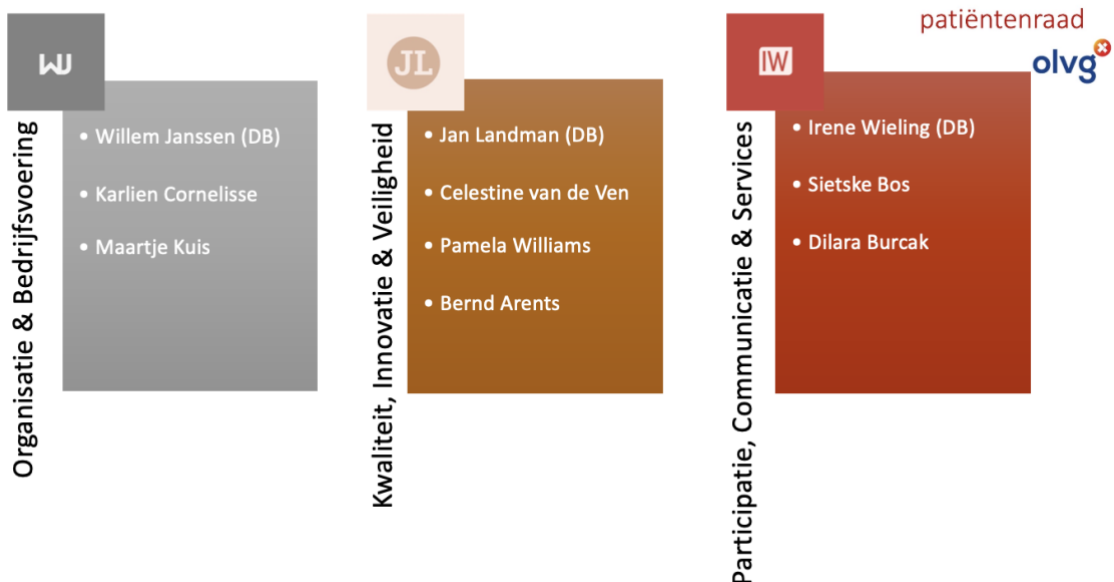 patiëntenraad
olvg
WJ
Organisatie & Bedrijfsvoering
• Willem Janssen (DB)
• Karlien Cornelisse
• Maartje Kuis
JL
Kwaliteit, Innovatie & Veiligheid
• Jan Landman (DB)
• Celestine van de Ven
• Pamela Williams
• Bernd Arents
IW
Participatie, Communicatie & Services
• Irene Wieling (DB)
• Sietske Bos
• Dilara Burcak